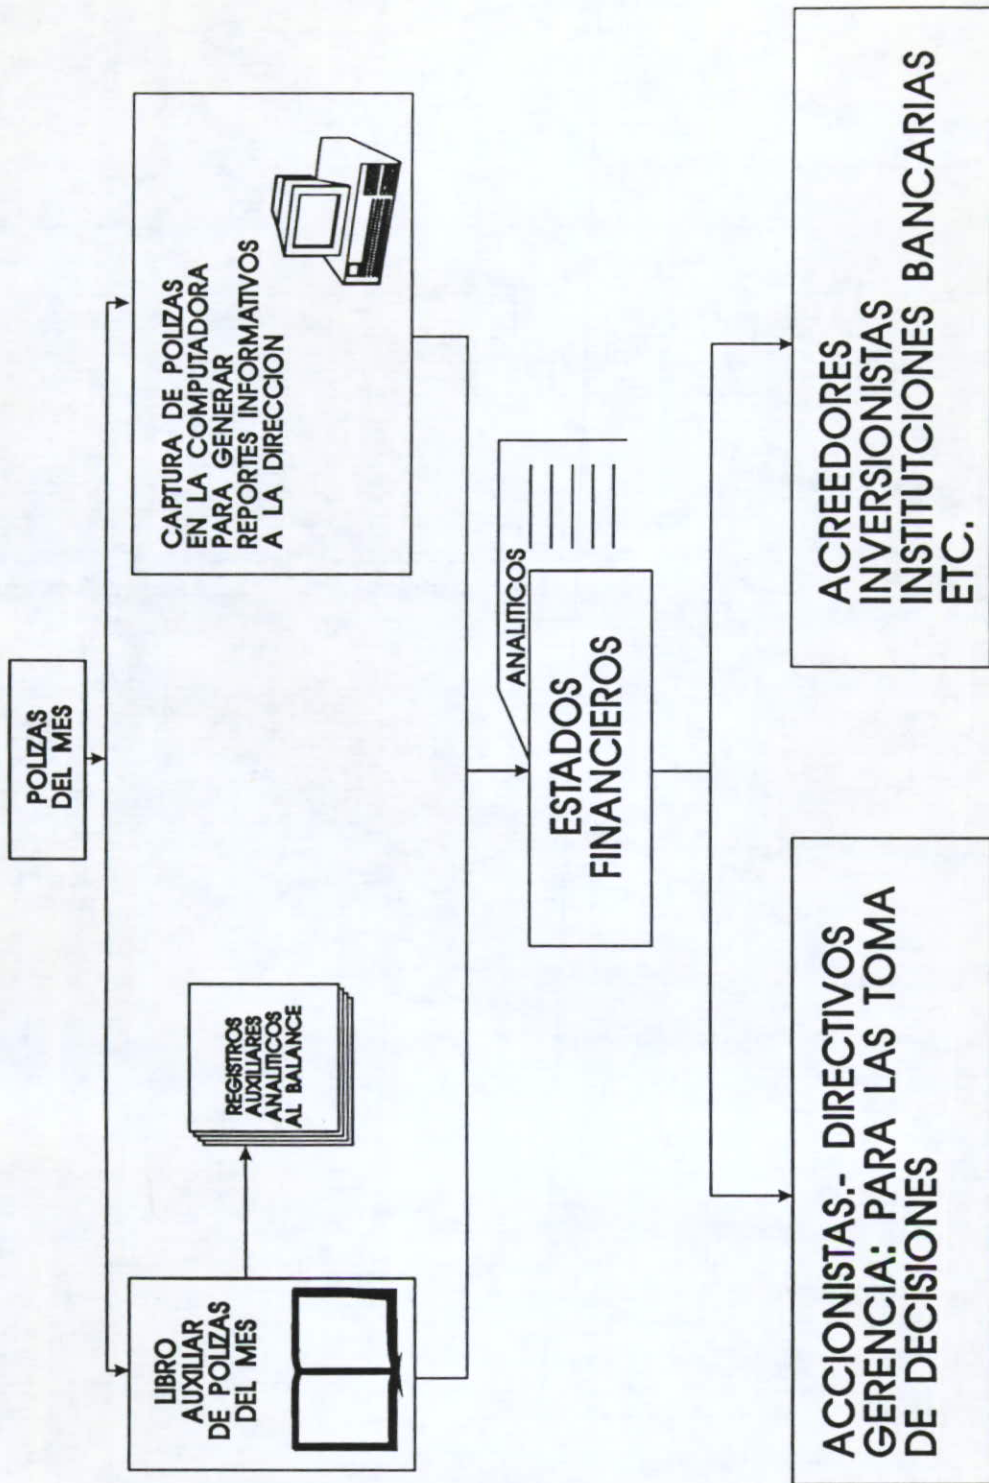 POLIZAS
DEL MES
LIBRO
AUXILIAR
DE POLIZAS
DEL MES
REGISTROS
AUXILIARES
ANALITICOS
AL BALANCE
CAPTURA DE POLIZAS
EN LA COMPUTADORA
PARA GENERAR
REPORTES INFORMATIVOS
A LA DIRECCION
ANALITICOS
ESTADOS
FINANCIEROS
ACCIONISTAS.- DIRECTIVOS
GERENCIA: PARA LAS TOMA
DE DECISIONES
ACREEDORES
INVERSIONISTAS
INSTITUTCIONES BANCARIAS
ETC.